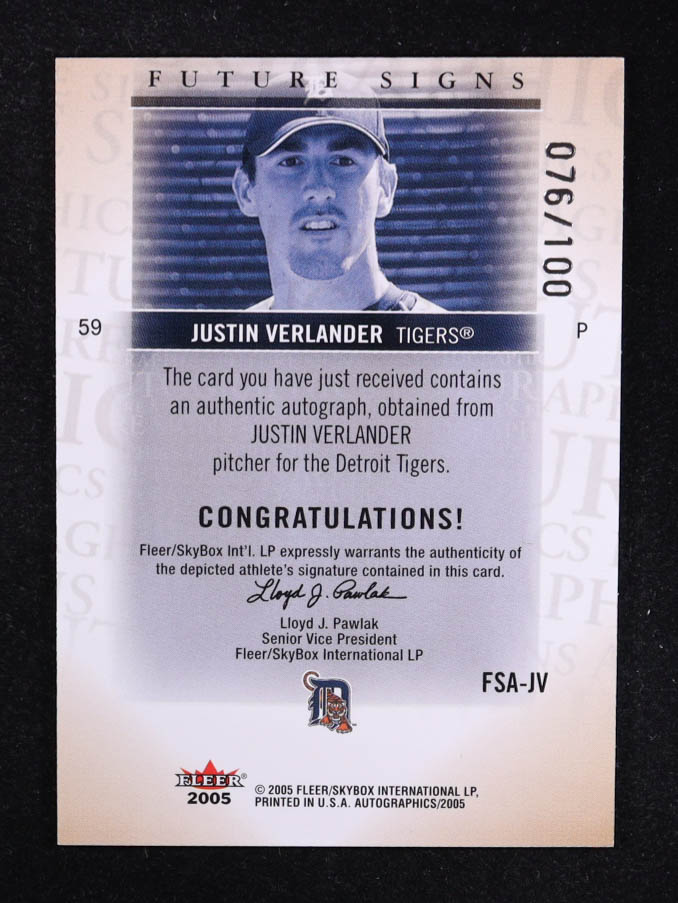 FUTURE SIGNS
076/100
59
JUSTIN VERLANDER TIGERS®
P
The card you have just received contains
an authentic autograph, obtained from
JUSTIN VERLANDER
pitcher for the Detroit Tigers.
CONGRATULATIONS!
Fleer/SkyBox Int'l. LP expressly warrants the authenticity of
the depicted athlete's signature contained in this card.
Lloyd J. Pawlak
Lloyd J. Pawlak
Senior Vice President
Fleer/SkyBox International LP
FSA-JV
D
FLEER®
2005
© 2005 FLEER/SKYBOX INTERNATIONAL LP,
PRINTED IN U.S.A. AUTOGRAPHICS/2005